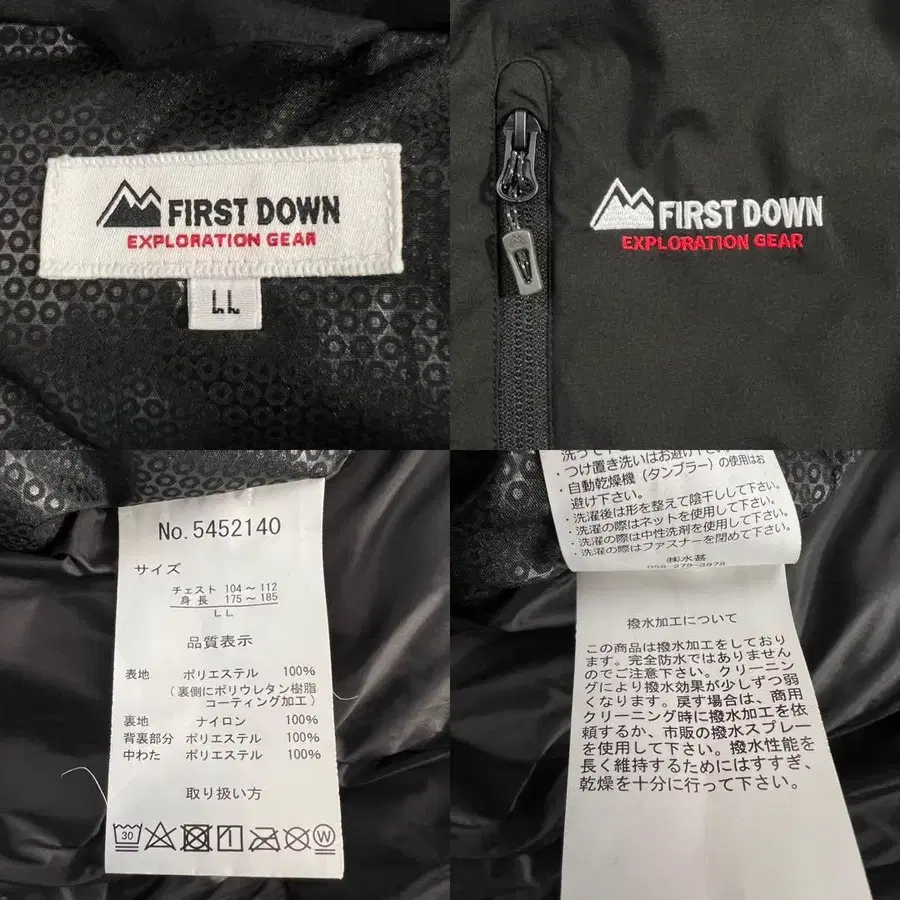 FIRST DOWN
EXPLORATION GEAR
LL
FIRST DOWN
EXPLORATION GEAR
No.5452140
サイズ
チェスト 104～112
身長 175～185
LL
品質表示
表地 ポリエステル 100%
(裏側にポリウレタン樹脂
コーティング加工)
裏地 ナイロン 100%
背裏部分 ポリエステル 100%
中わた ポリエステル 100%
取り扱い方
30
W
・つけ置き洗いはお避け下さい。
・自動乾燥機(タンブラー)の使用はお
避け下さい。
・洗濯後は形を整えて陰干しして下さい。
・洗濯の際はネットを使用して下さい。
・洗濯の際は中性洗剤を使用して下さい。
・洗濯の際はファスナーを閉めて下さい。
㈱水甚
058-279-3978
撥水加工について
この商品は撥水加工をしており
ます。完全防水ではありません
のでご注意下さい。クリーニン
グにより撥水効果が少しずつ弱
くなります。戻す場合は、商用
クリーニング時に撥水加工を依
頼するか、市販の撥水スプレー
を使用して下さい。撥水性能を
長く維持するためにはすすぎ、
乾燥を十分に行って下さい。